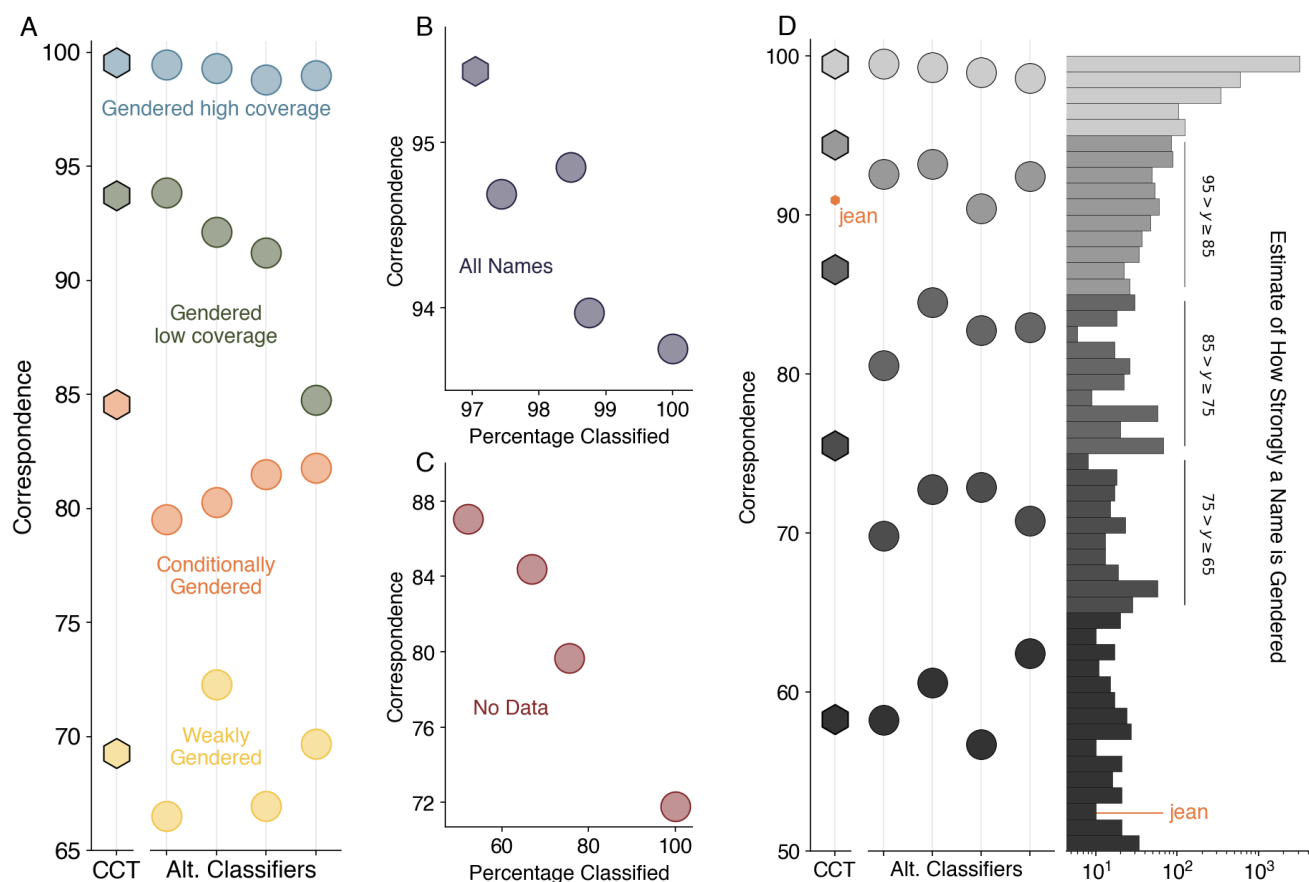 A
Correspondence
100
95
90
85
80
75
70
65
Gendered high coverage
Gendered
low coverage
Conditionally
Gendered
Weakly
Gendered
CCT
Alt. Classifiers
B
Correspondence
95
94
All Names
97
98
99
100
Percentage Classified
C
Correspondence
88
84
80
76
72
No Data
60
80
100
Percentage Classified
D
Correspondence
100
90
80
70
60
50
jean
CCT
Alt. Classifiers
95 > y ≥ 85
85 > y ≥ 75
75 > y ≥ 65
Estimate of How Strongly a Name is Gendered
jean
10¹
10²
10³